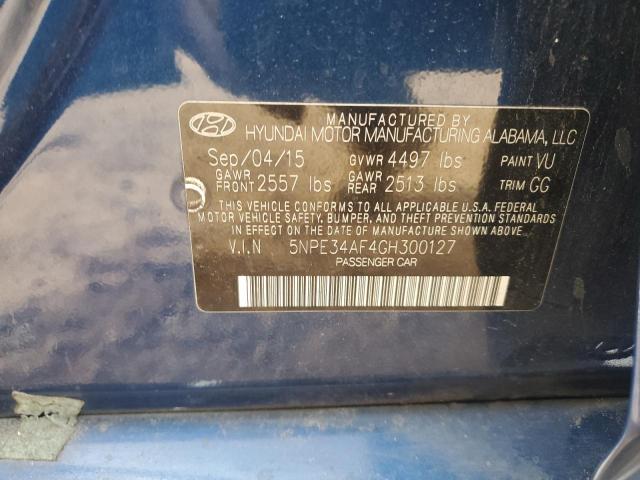 MANUFACTURED BY
HYUNDAI MOTOR MANUFACTURING ALABAMA, LLC
Sep/04/15 GVWR 4497 lbs PAINT VU
GAWR FRONT 2557 lbs GAWR REAR 2513 lbs TRIM GG
THIS VEHICLE CONFORMS TO ALL APPLICABLE U.S.A. FEDERAL
MOTOR VEHICLE SAFETY, BUMPER, AND THEFT PREVENTION STANDARDS
IN EFFECT ON THE DATE OF MANUFACTURE SHOWN ABOVE.
V.I.N 5NPE34AF4GH300127
PASSENGER CAR